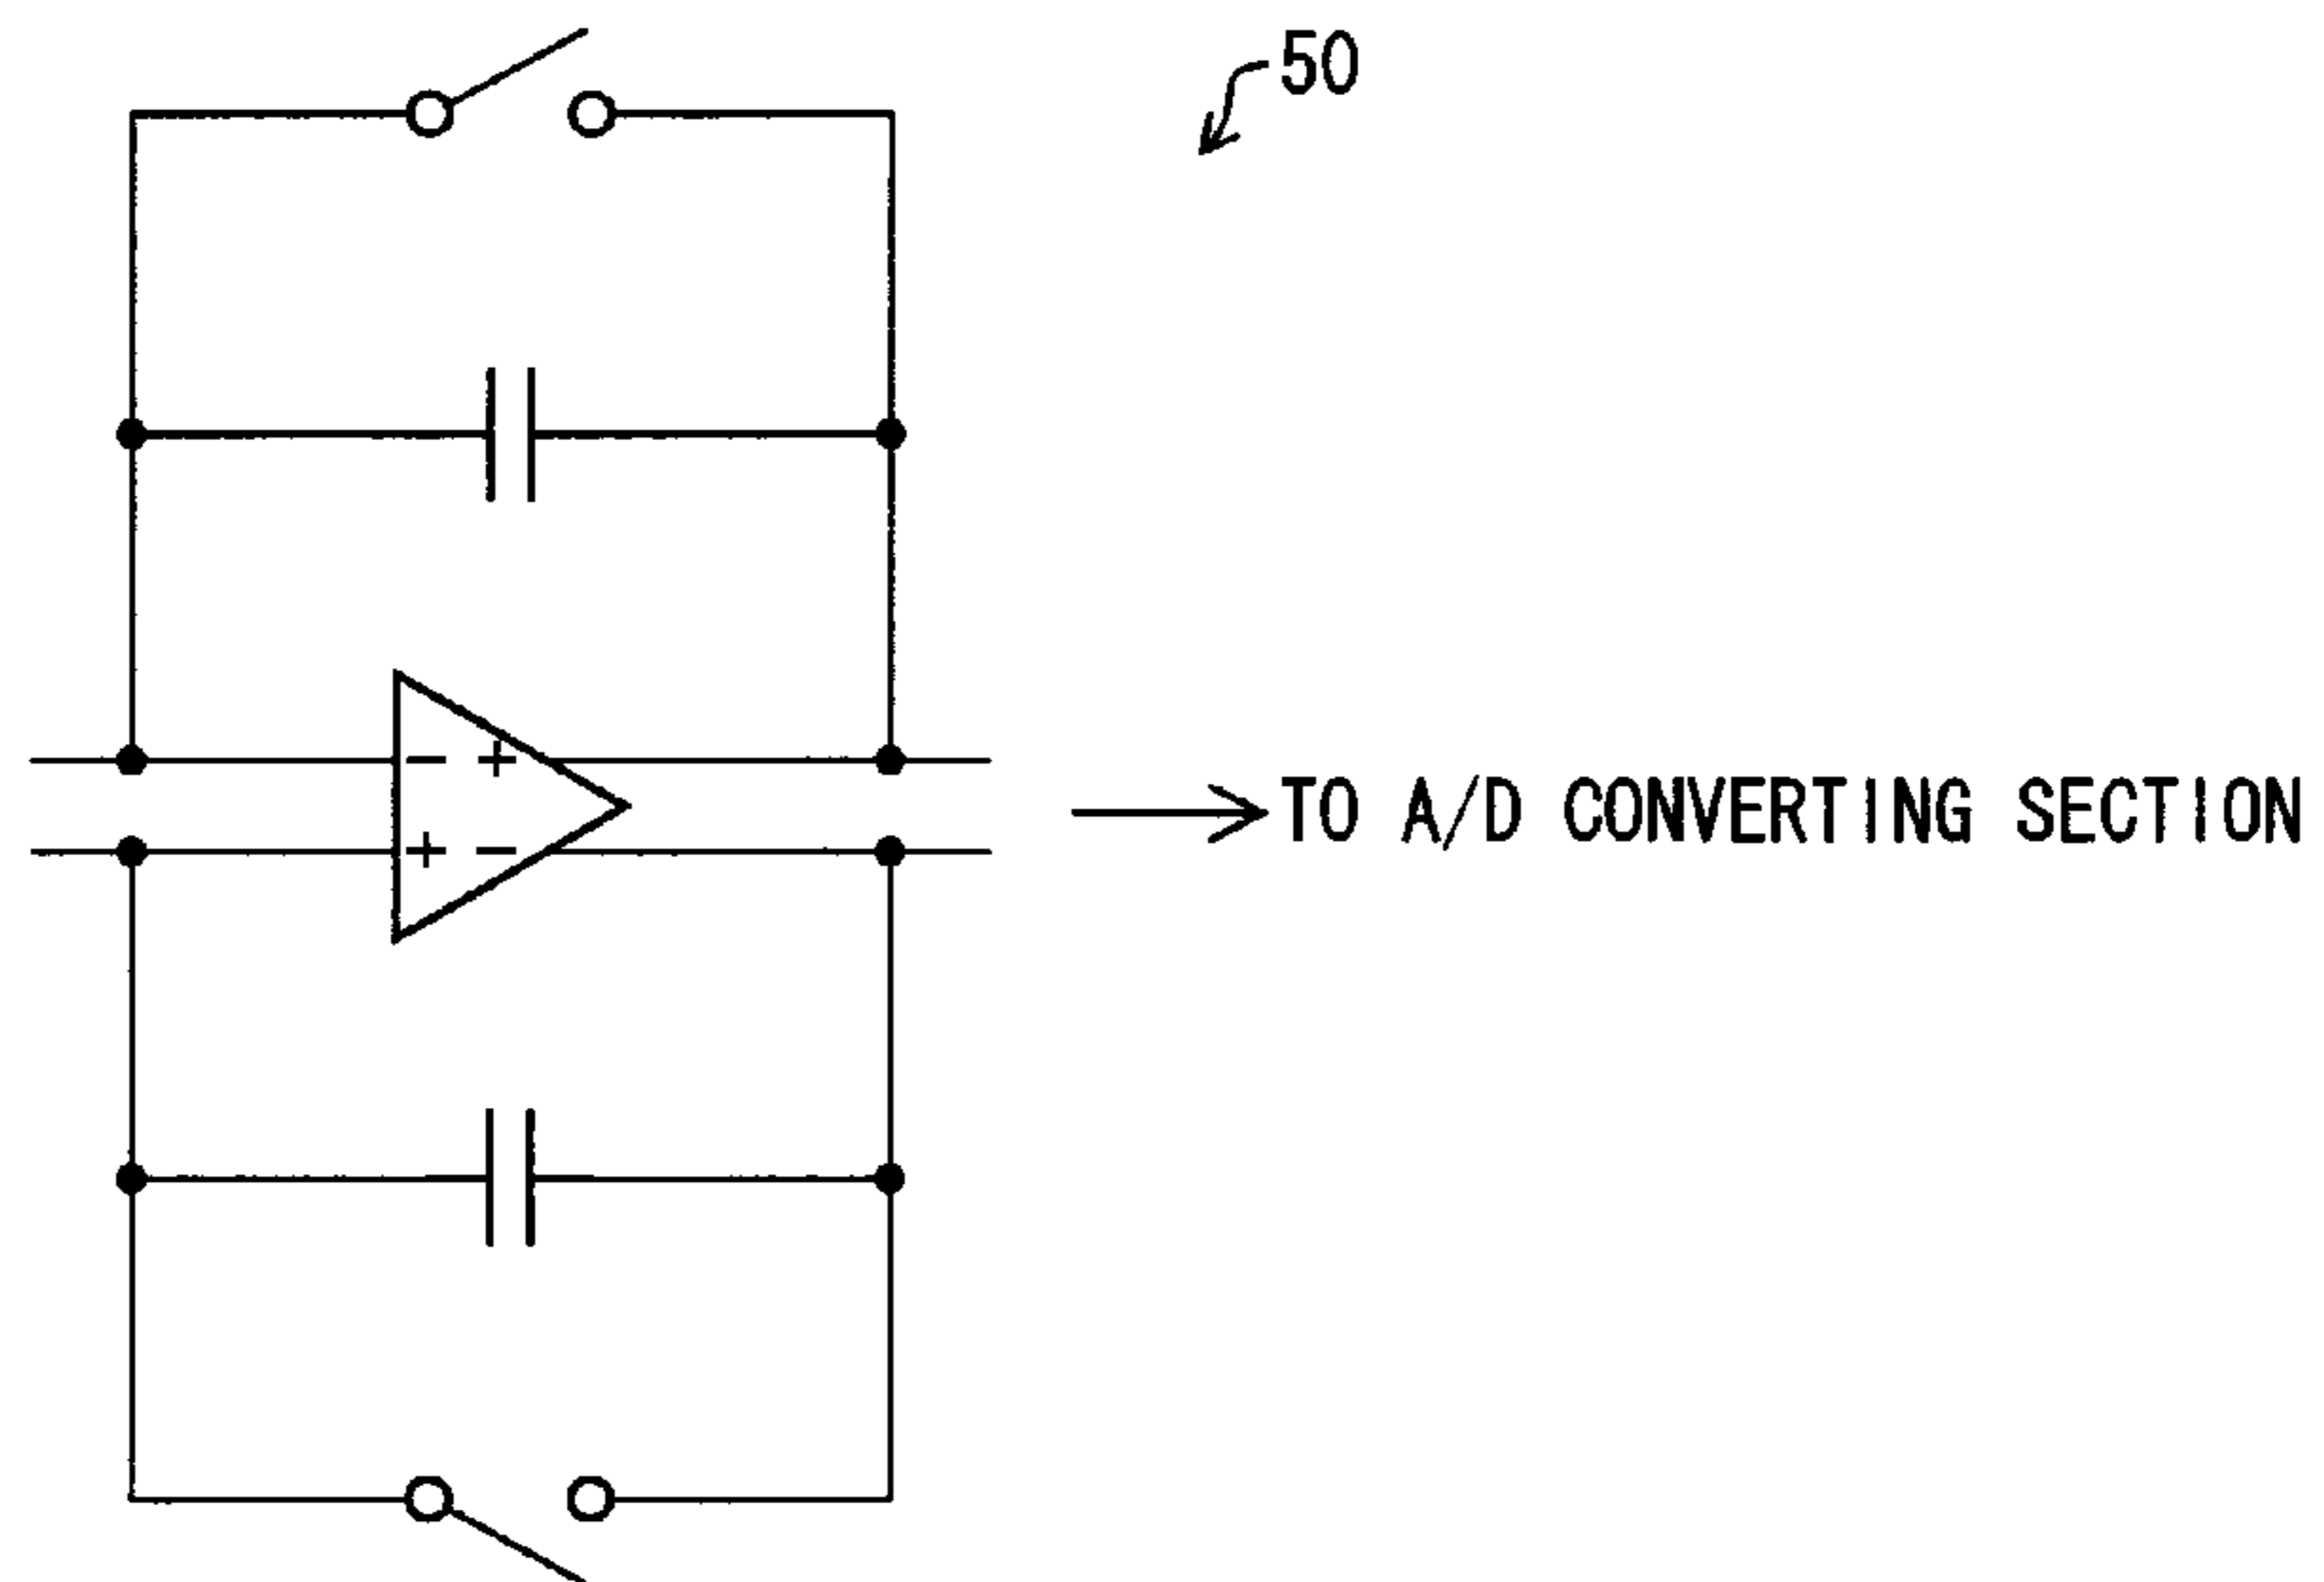 50
- +
+ -
TO A/D CONVERTING SECTION